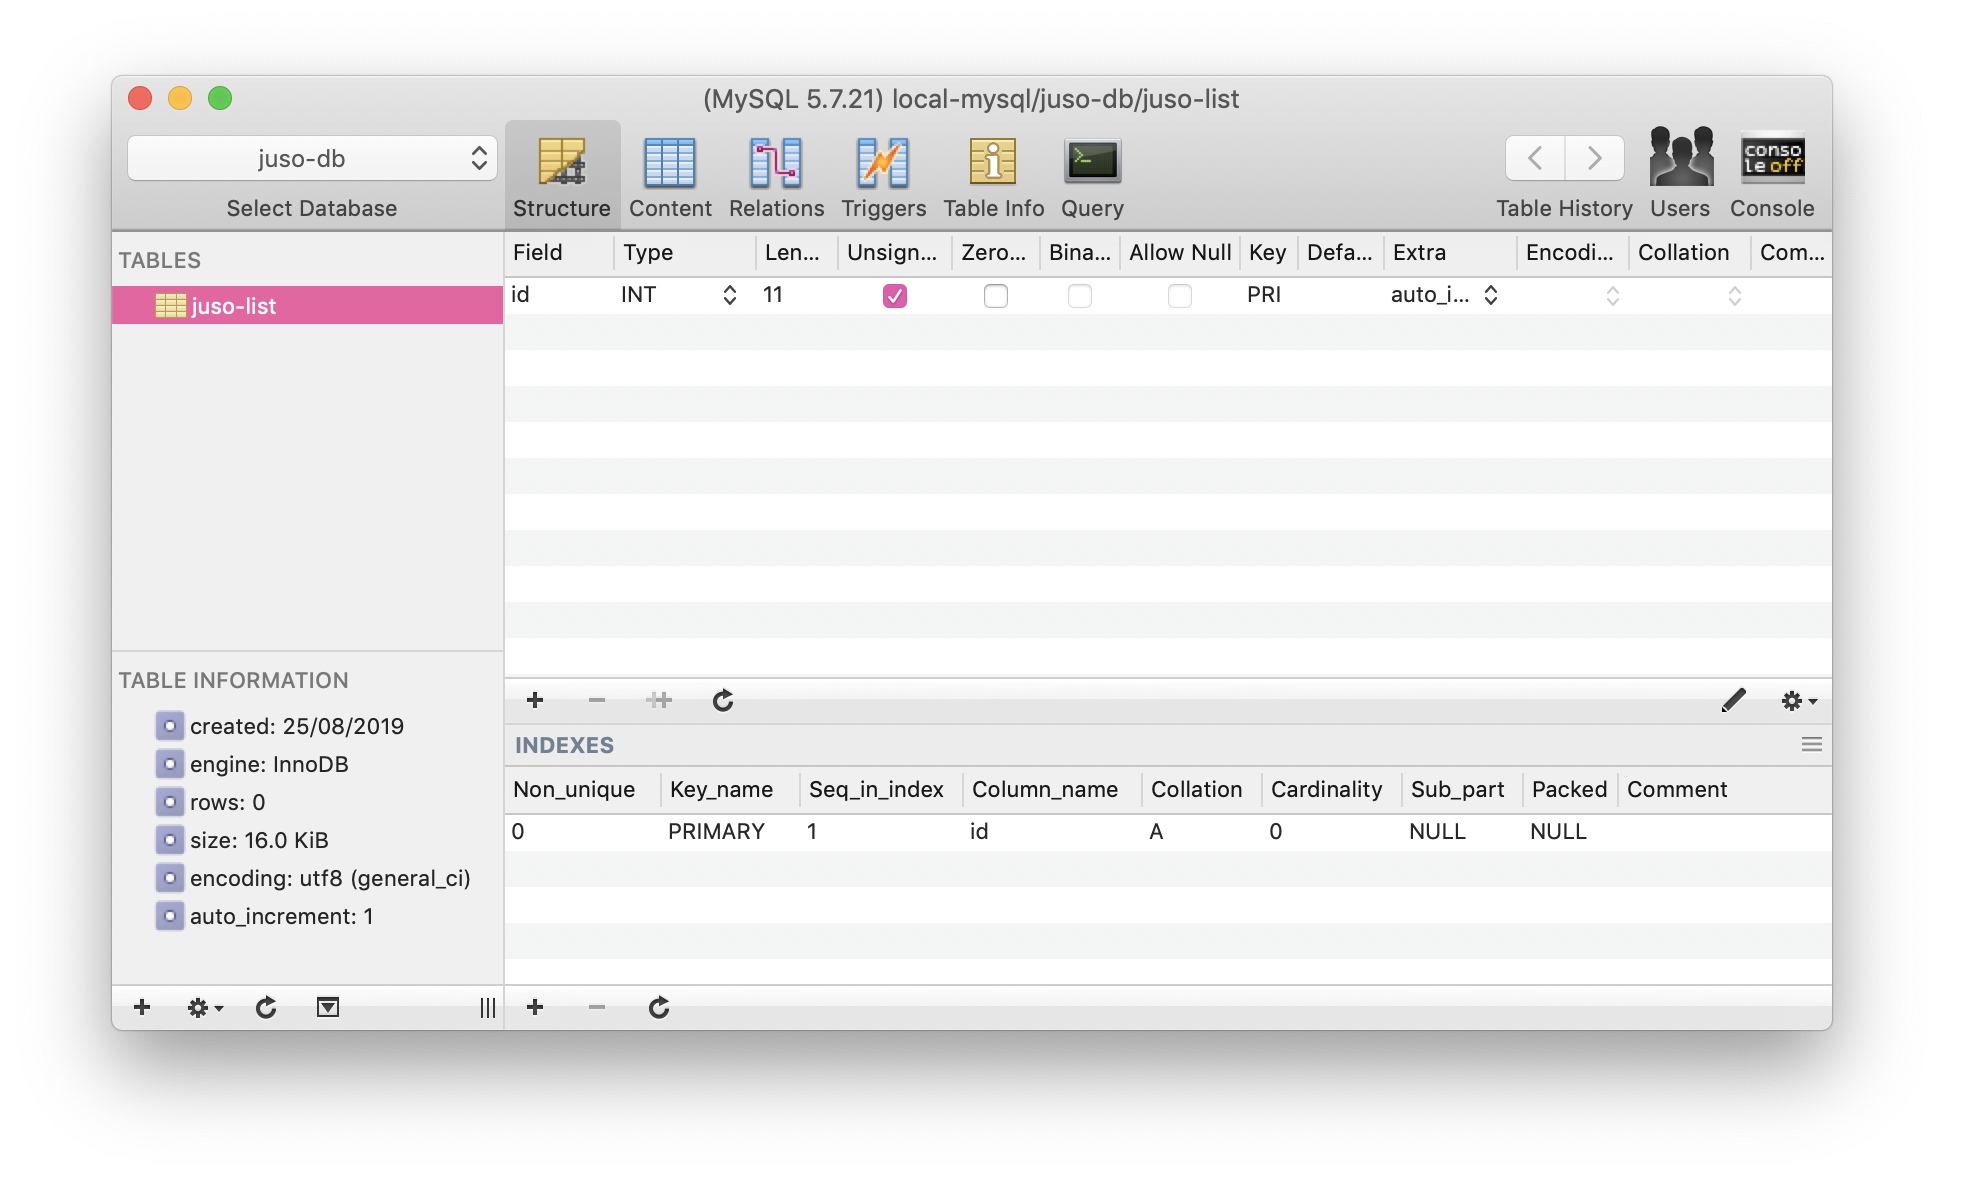 (MySQL 5.7.21) local-mysql/juso-db/juso-list
juso-db
Select Database
Structure
Content
Relations
Triggers
Table Info
Query
Table History
Users
conso
leoff
Console
TABLES
juso-list
Field Type Len... Unsign... Zero... Bina... Allow Null Key Defa... Extra Encodi... Collation Com...
id INT 11 PRI auto_i...
TABLE INFORMATION
created: 25/08/2019
engine: InnoDB
rows: 0
size: 16.0 KiB
encoding: utf8 (general_ci)
auto_increment: 1
INDEXES
Non_unique Key_name Seq_in_index Column_name Collation Cardinality Sub_part Packed Comment
0 PRIMARY 1 id A 0 NULL NULL